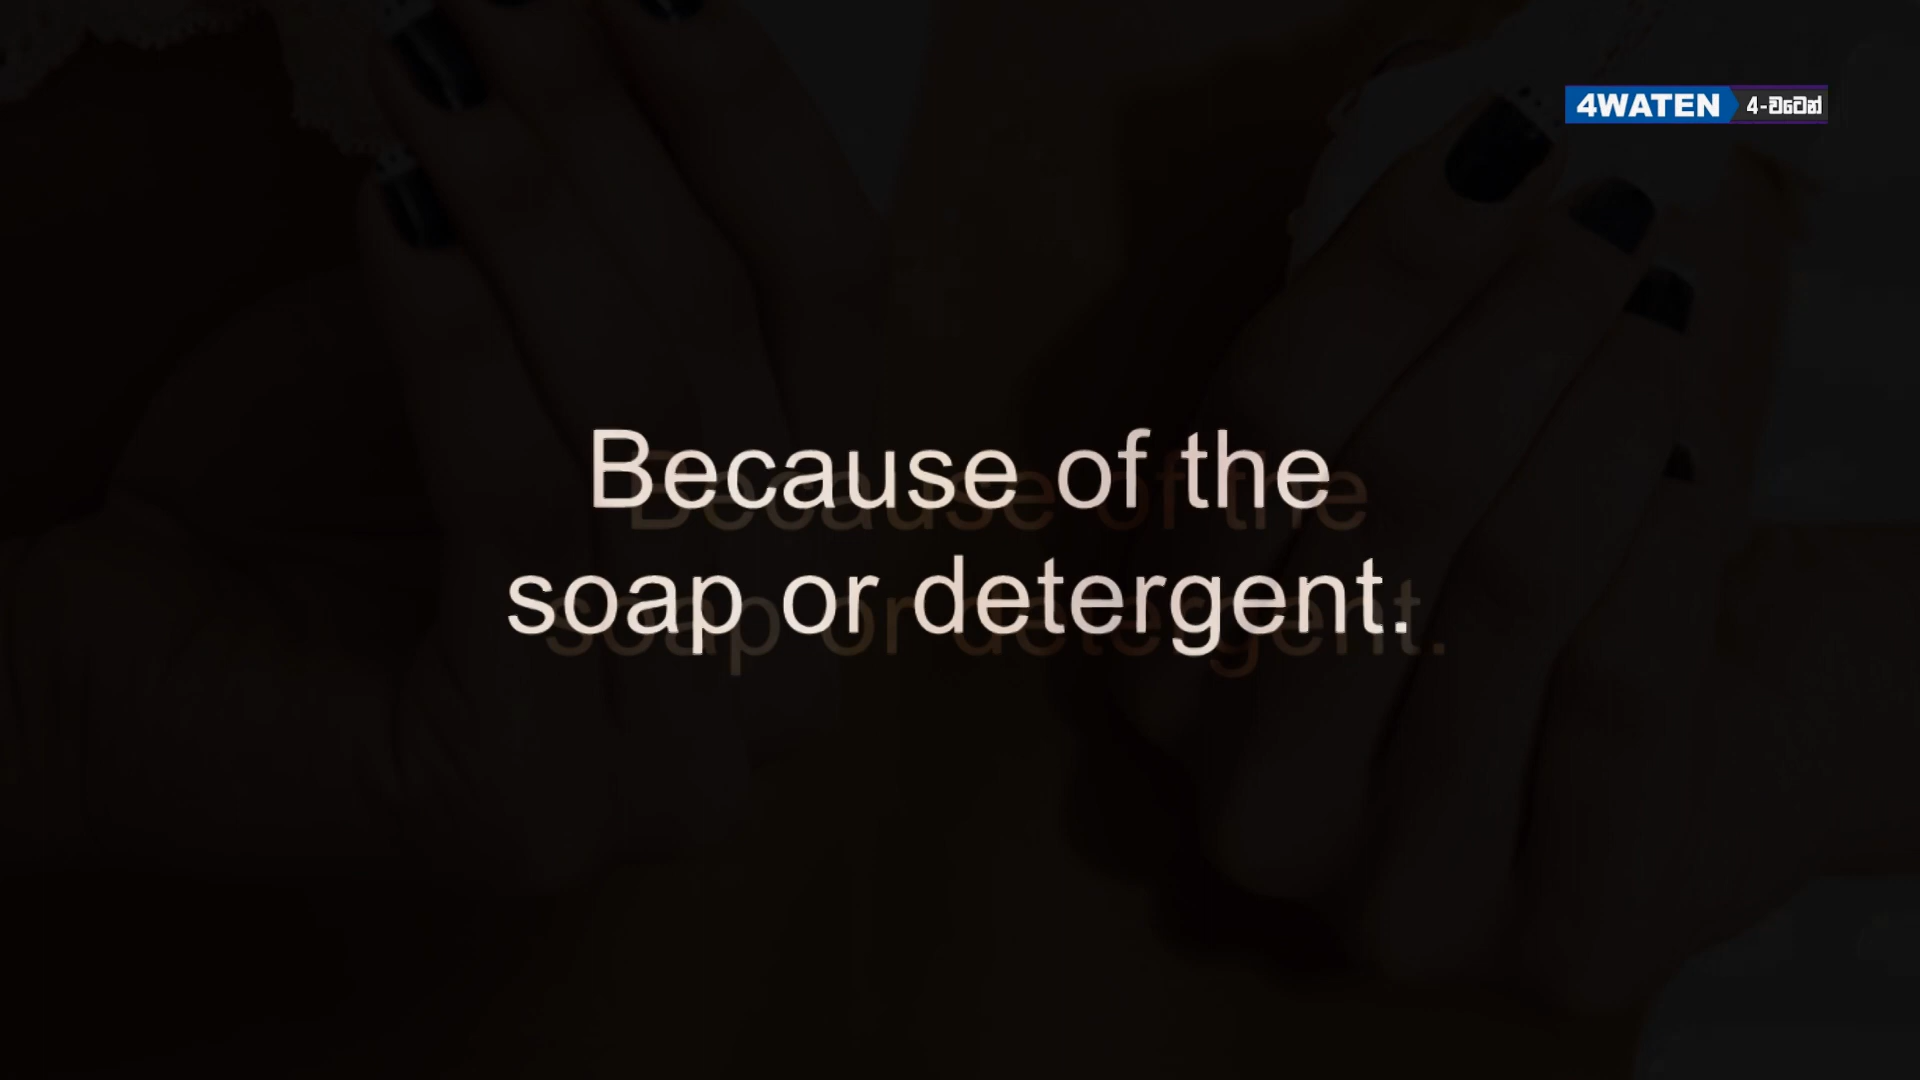 4WATEN 4-වටෙන්
Because of the
soap or detergent.